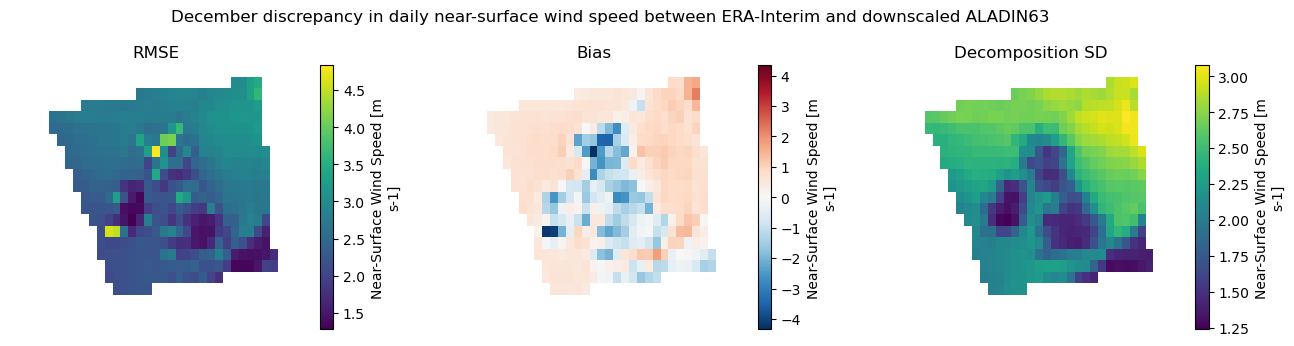 December discrepancy in daily near-surface wind speed between ERA-Interim and downscaled ALADIN63
RMSE
4.5
4.0
3.5
3.0
2.5
2.0
1.5
Near-Surface Wind Speed [m
s-1]
Bias
4
3
2
1
0
−1
−2
−3
−4
Near-Surface Wind Speed [m
s-1]
Decomposition SD
3.00
2.75
2.50
2.25
2.00
1.75
1.50
1.25
Near-Surface Wind Speed [m
s-1]